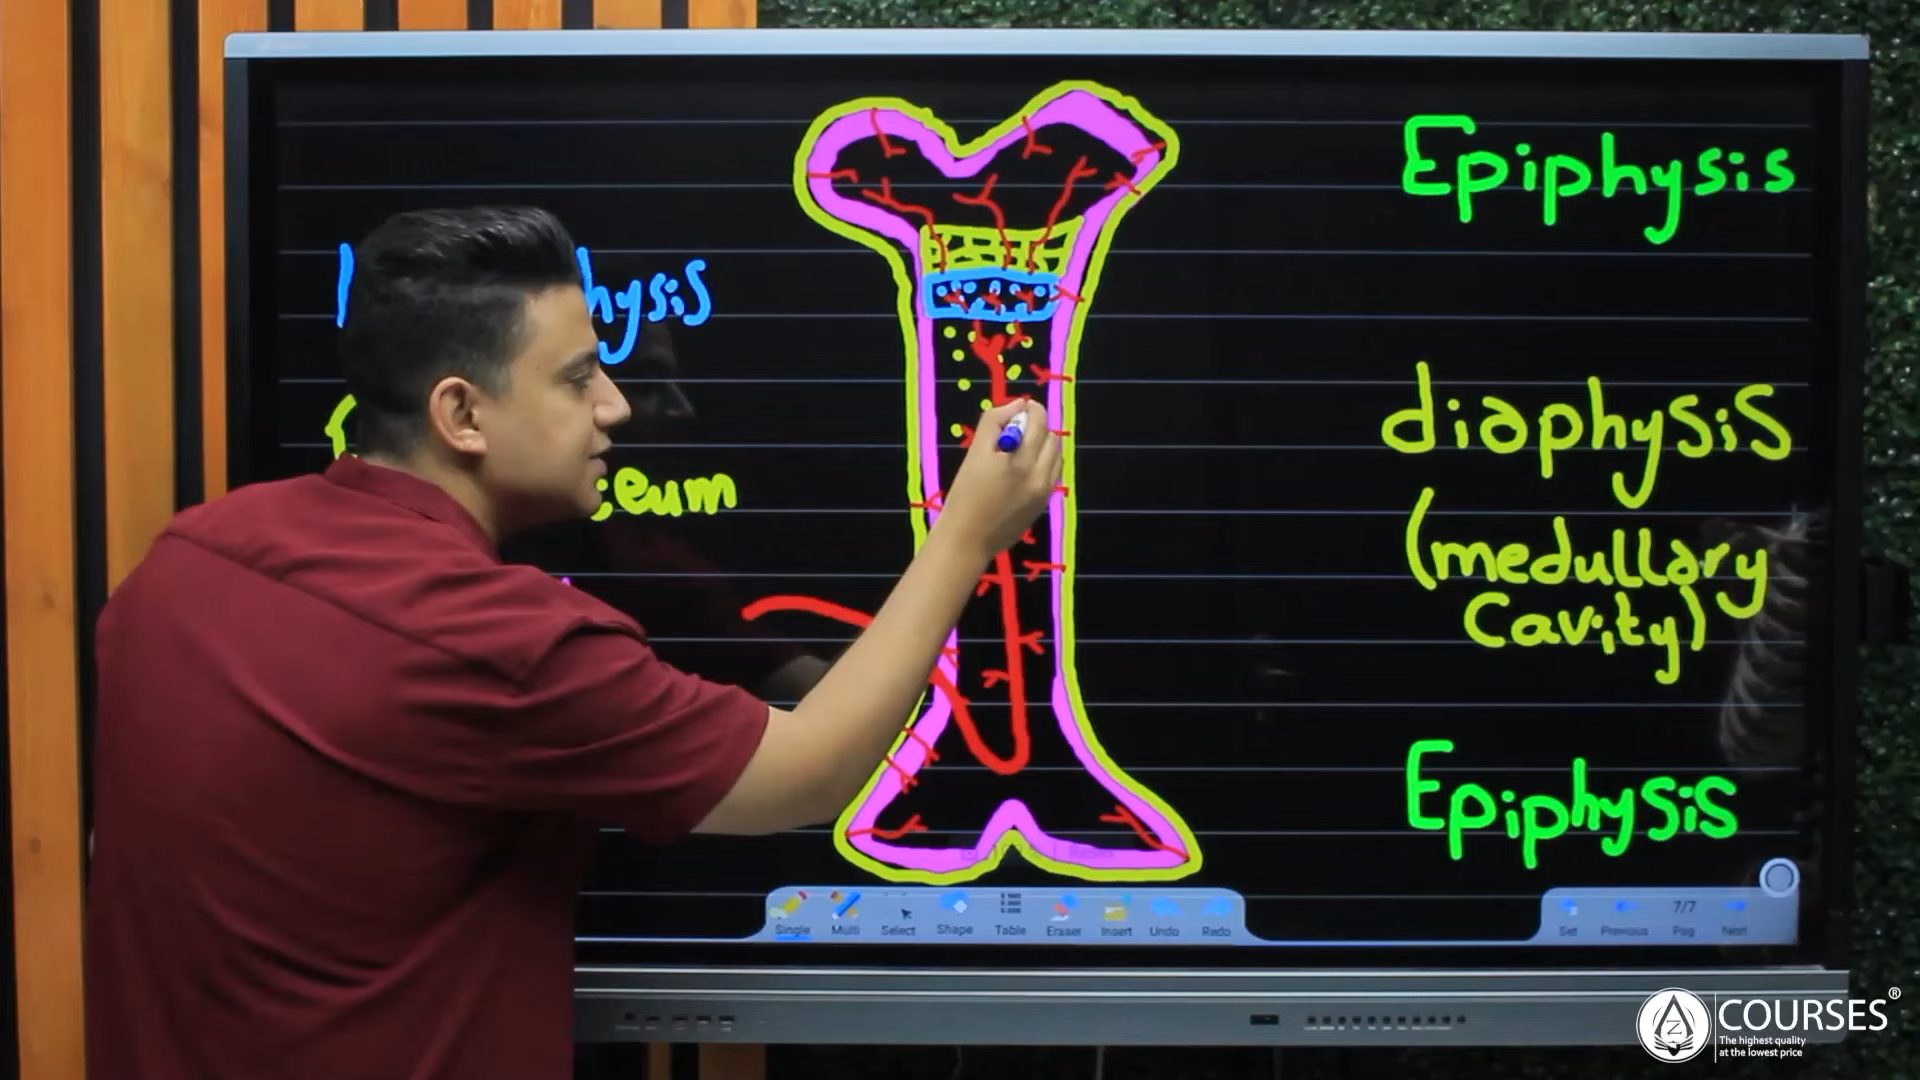 Epiphysis
hysis
diaphysis
eum
(medullary
Cavity)
Epiphysis
Single Multi Select Shape Table Eraser Insert Undo Redo
Set Previous 7/7 Pag Next
COURSES®
The highest quality
at the lowest price